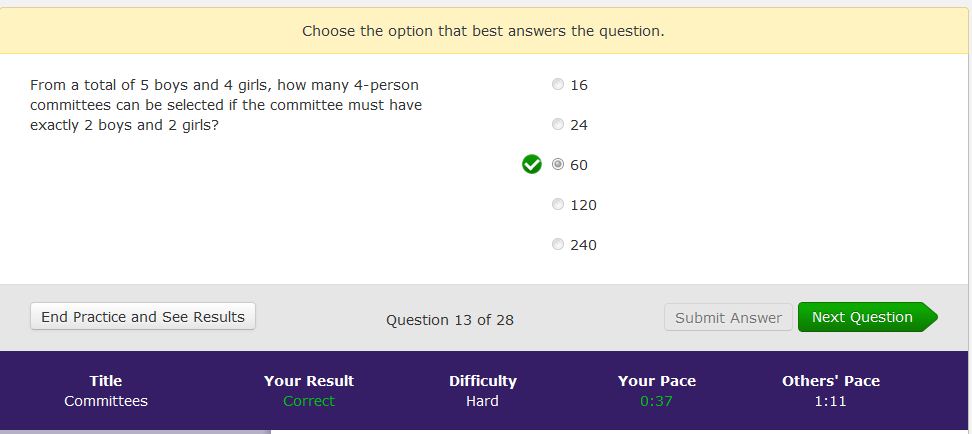 Choose the option that best answers the question.
From a total of 5 boys and 4 girls, how many 4-person
committees can be selected if the committee must have
exactly 2 boys and 2 girls?
16
24
60
120
240
End Practice and See Results
Question 13 of 28
Submit Answer
Next Question
Title
Your Result
Difficulty
Your Pace
Others' Pace
Committees
Correct
Hard
0:37
1:11